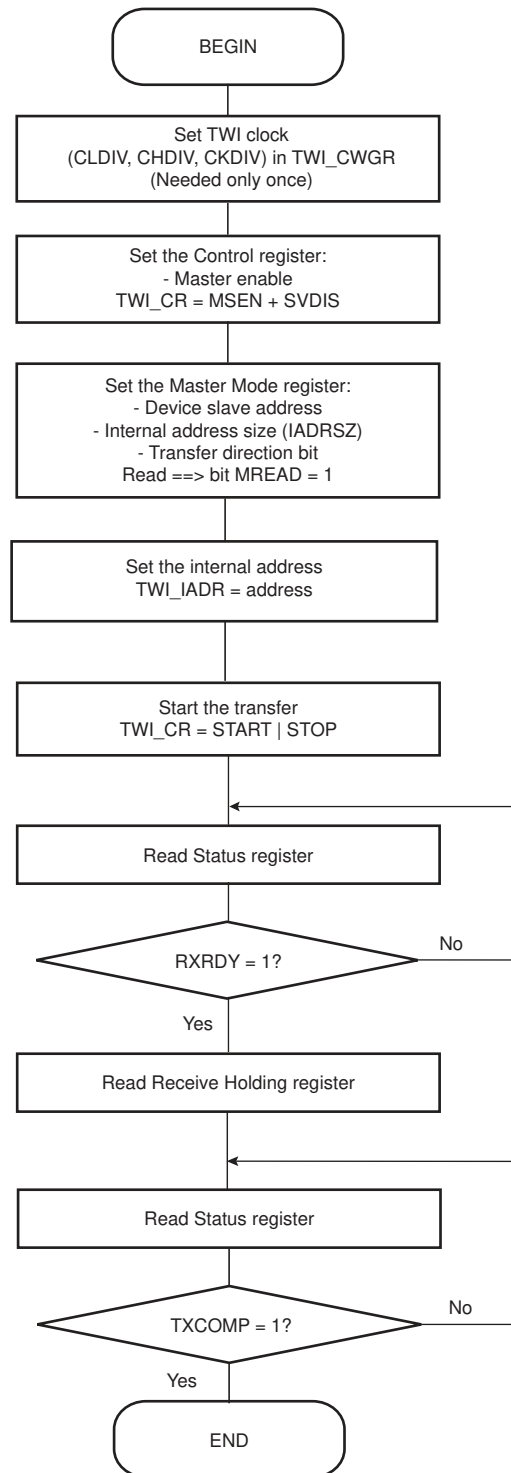 BEGIN
Set TWI clock
(CLDIV, CHDIV, CKDIV) in TWI_CWGR
(Needed only once)
Set the Control register:
- Master enable
TWI_CR = MSEN + SVDIS
Set the Master Mode register:
- Device slave address
- Internal address size (IADRSZ)
- Transfer direction bit
Read ==> bit MREAD = 1
Set the internal address
TWI_IADR = address
Start the transfer
TWI_CR = START | STOP
Read Status register
RXRDY = 1?
No
Yes
Read Receive Holding register
Read Status register
TXCOMP = 1?
No
Yes
END